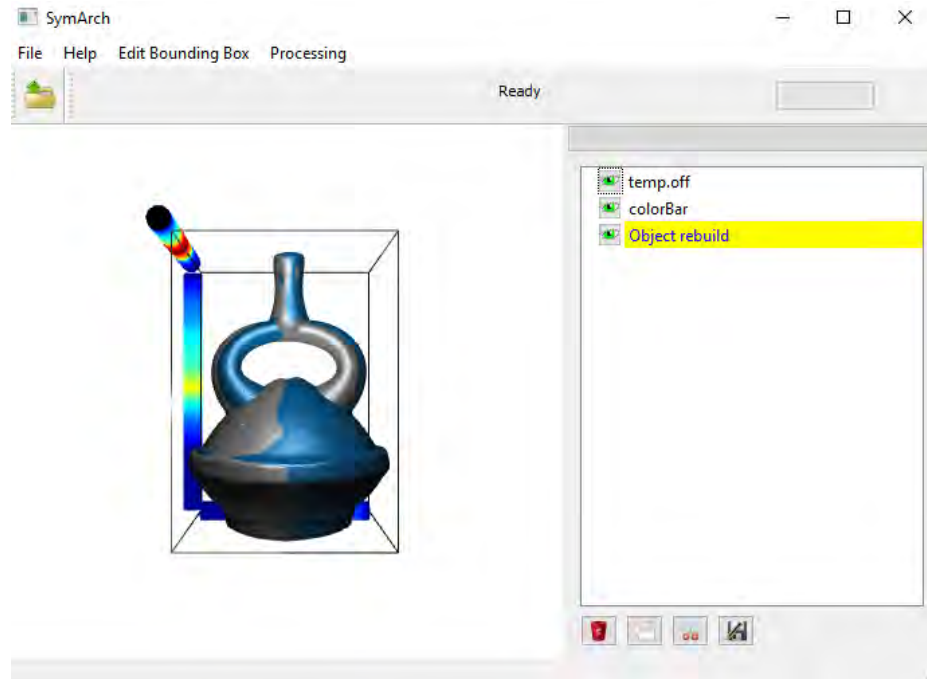 SymArch
File Help Edit Bounding Box Processing
Ready
temp.off
colorBar
Object rebuild